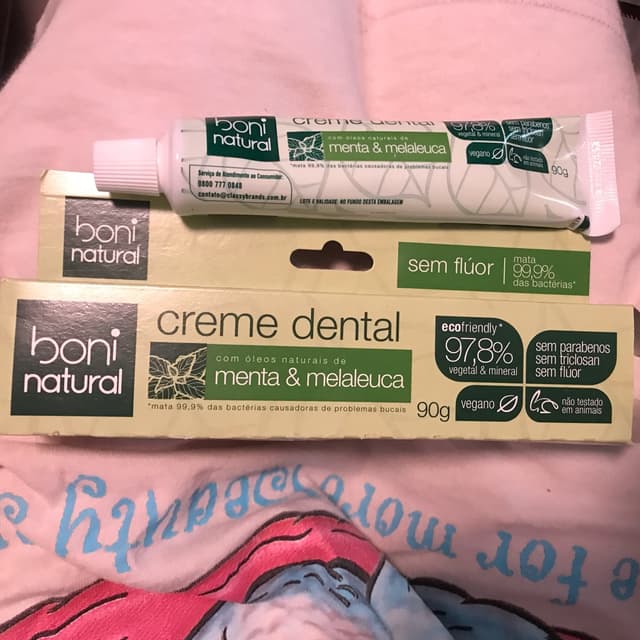 boni
natural
creme dental
com óleos naturais de
menta & melaleuca
*mata 99,9% das bactérias causadoras de problemas bucais
97,8%
vegetal & mineral
sem parabenos
sem triclosan
sem flúor
vegano
não testado
em animais
90g
Serviço de Atendimento ao Consumidor:
0800 777 0848
contato@classybrands.com.br
LOTE E VALIDADE: NO FUNDO DESTA EMBALAGEM
boni
natural
sem flúor
mata
99,9%
das bactérias*
boni
natural
creme dental
com óleos naturais de
menta & melaleuca
*mata 99,9% das bactérias causadoras de problemas bucais
90g
ecofriendly*
97,8%
vegetal & mineral
sem parabenos
sem triclosan
sem flúor
vegano
não testado
em animais
e for more Beauty